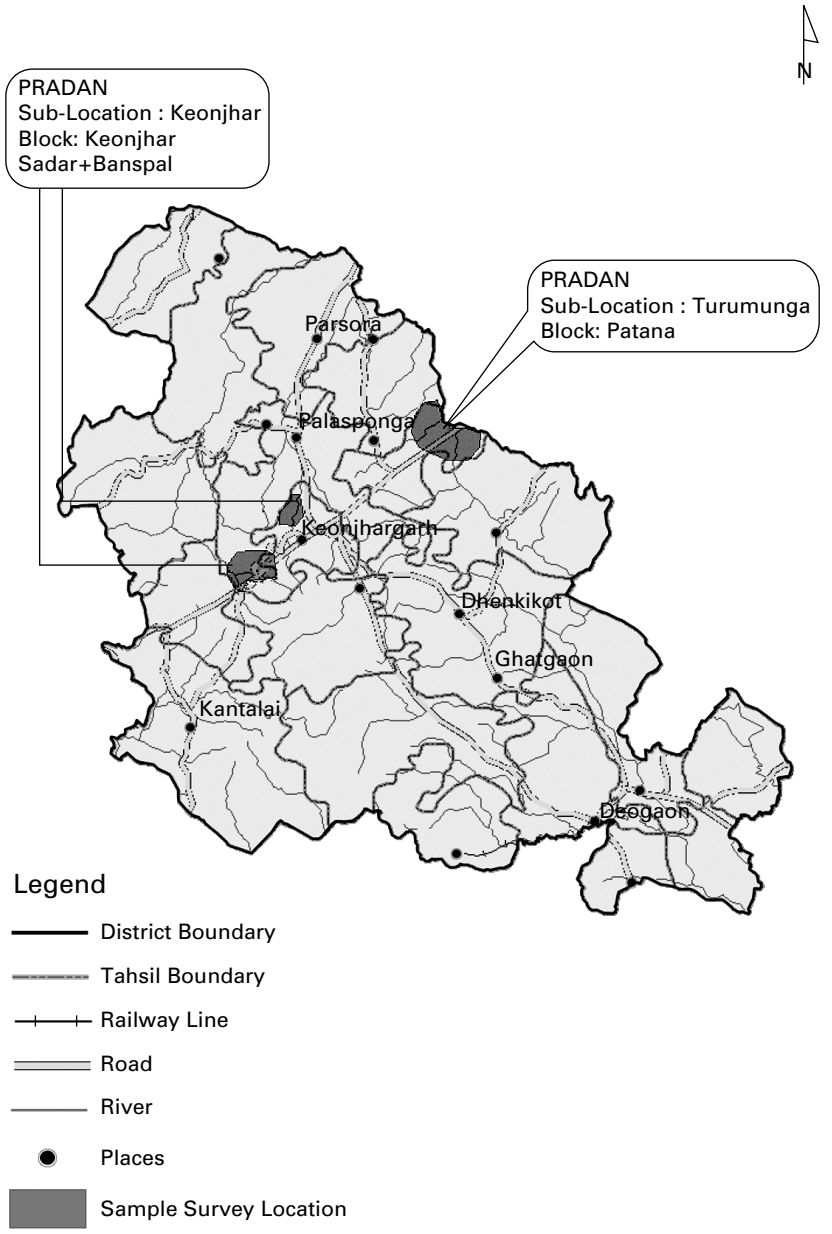 N
PRADAN
Sub-Location : Keonjhar
Block: Keonjhar
Sadar+Banspal
PRADAN
Sub-Location : Turumunga
Block: Patana
Parsora
Palasponga
Keonjhargarh
Dhenkikot
Ghatgaon
Kantalai
Deogaon
Legend
District Boundary
Tahsil Boundary
Railway Line
Road
River
Places
Sample Survey Location